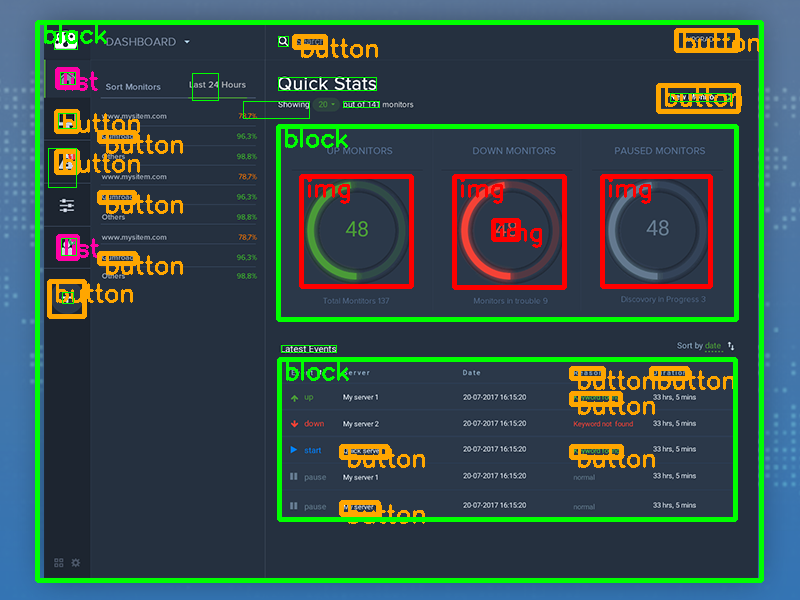 block
DASHBOARD
button
button
list
Sort Monitors
Last 24 Hours
Quick Stats
button
Showing 20 out of 141 monitors
www.mysitem.com 78,7%
button
button 96,3%
block
Others 98,8%
button
UP MONITORS
DOWN MONITORS
PAUSED MONITORS
www.mysitem.com 78,7%
img
img
img
button 96,3%
Others 98,8%
48
48
48
img
www.mysitem.com 78,7%
list
button 96,3%
Others 98,8%
button
Total Montitors 137
Monitors in trouble 9
Discovery in Progress 3
Latest Events
Sort by date
block
Server
Date
button
button
up My server 1 20-07-2017 16:15:20 33 hrs, 5 mins
button
down My server 2 20-07-2017 16:15:20 Keyword not found 33 hrs, 5 mins
start 20-07-2017 16:15:20 33 hrs, 5 mins
button
button
pause My server 1 20-07-2017 16:15:20 normal 33 hrs, 5 mins
pause My server 20-07-2017 16:15:20 normal 33 hrs, 5 mins
button